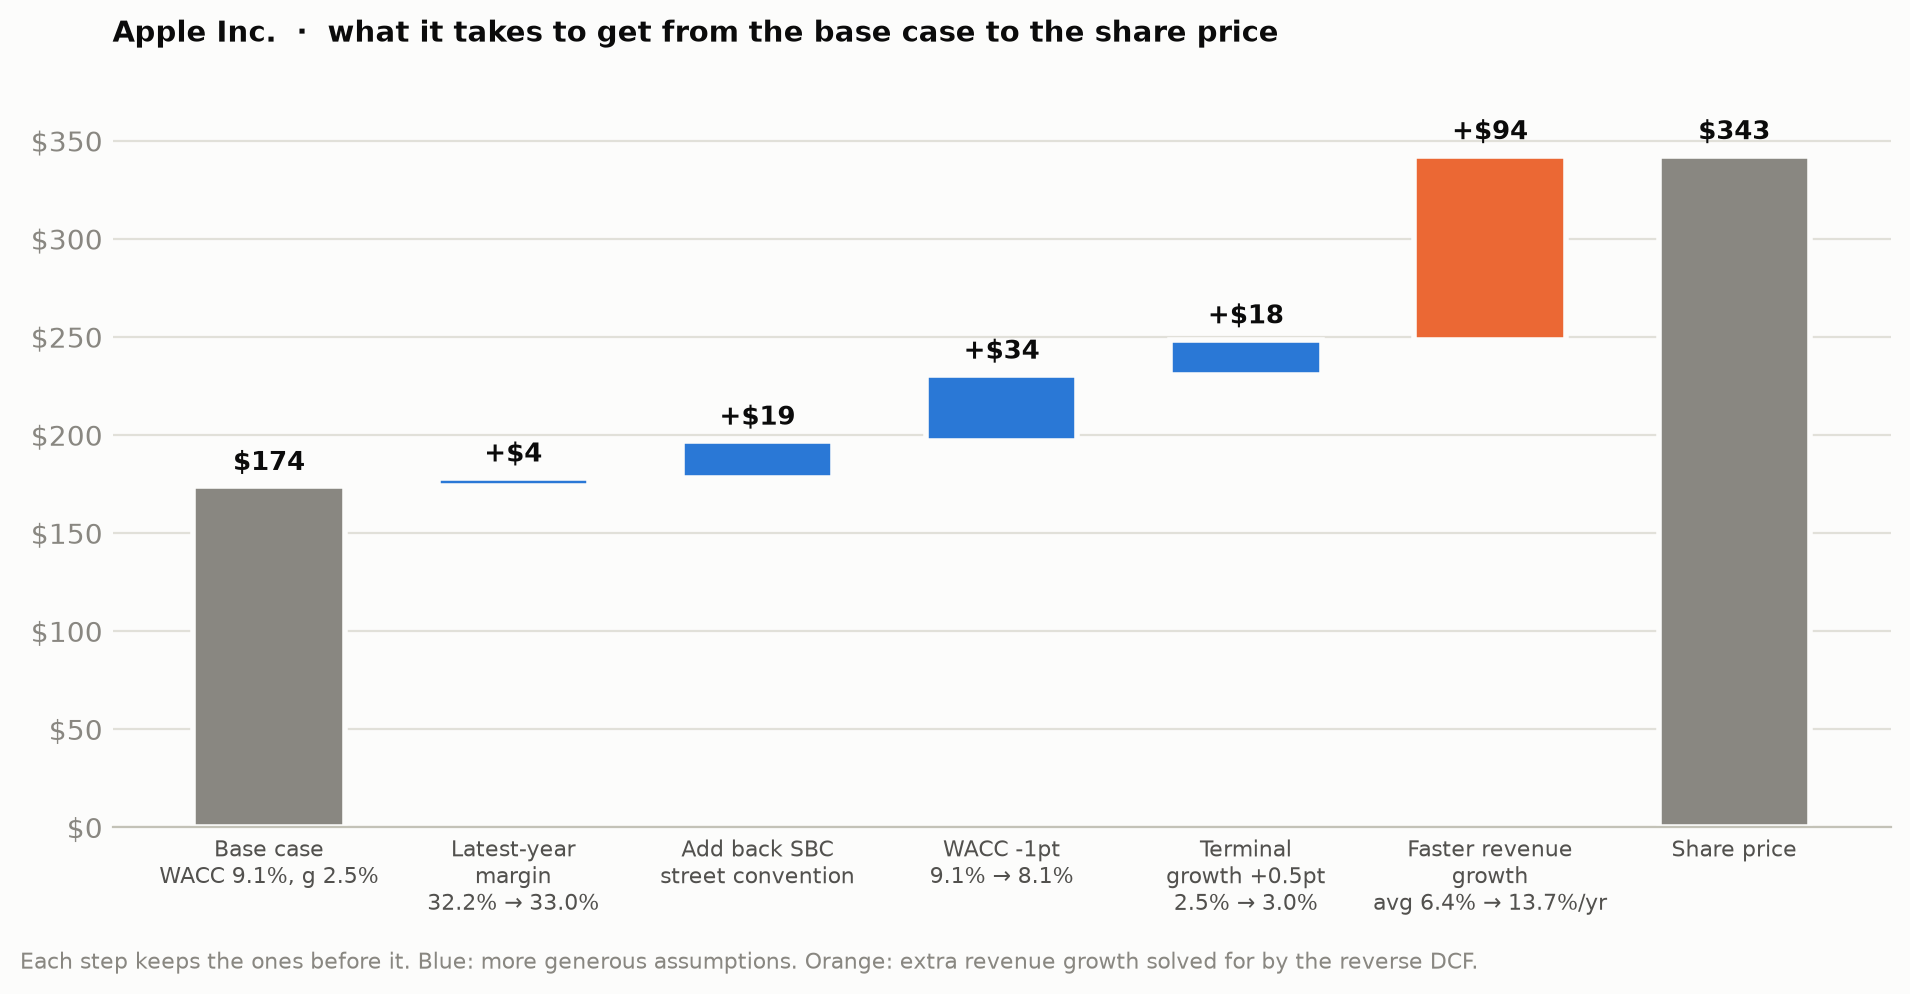 Apple Inc.  ·  what it takes to get from the base case to the share price
$350
$300
$250
$200
$150
$100
$50
$0
$174
+$4
+$19
+$34
+$18
+$94
$343
Base case
WACC 9.1%, g 2.5%
Latest-year
margin
32.2% → 33.0%
Add back SBC
street convention
WACC -1pt
9.1% → 8.1%
Terminal
growth +0.5pt
2.5% → 3.0%
Faster revenue
growth
avg 6.4% → 13.7%/yr
Share price
Each step keeps the ones before it. Blue: more generous assumptions. Orange: extra revenue growth solved for by the reverse DCF.